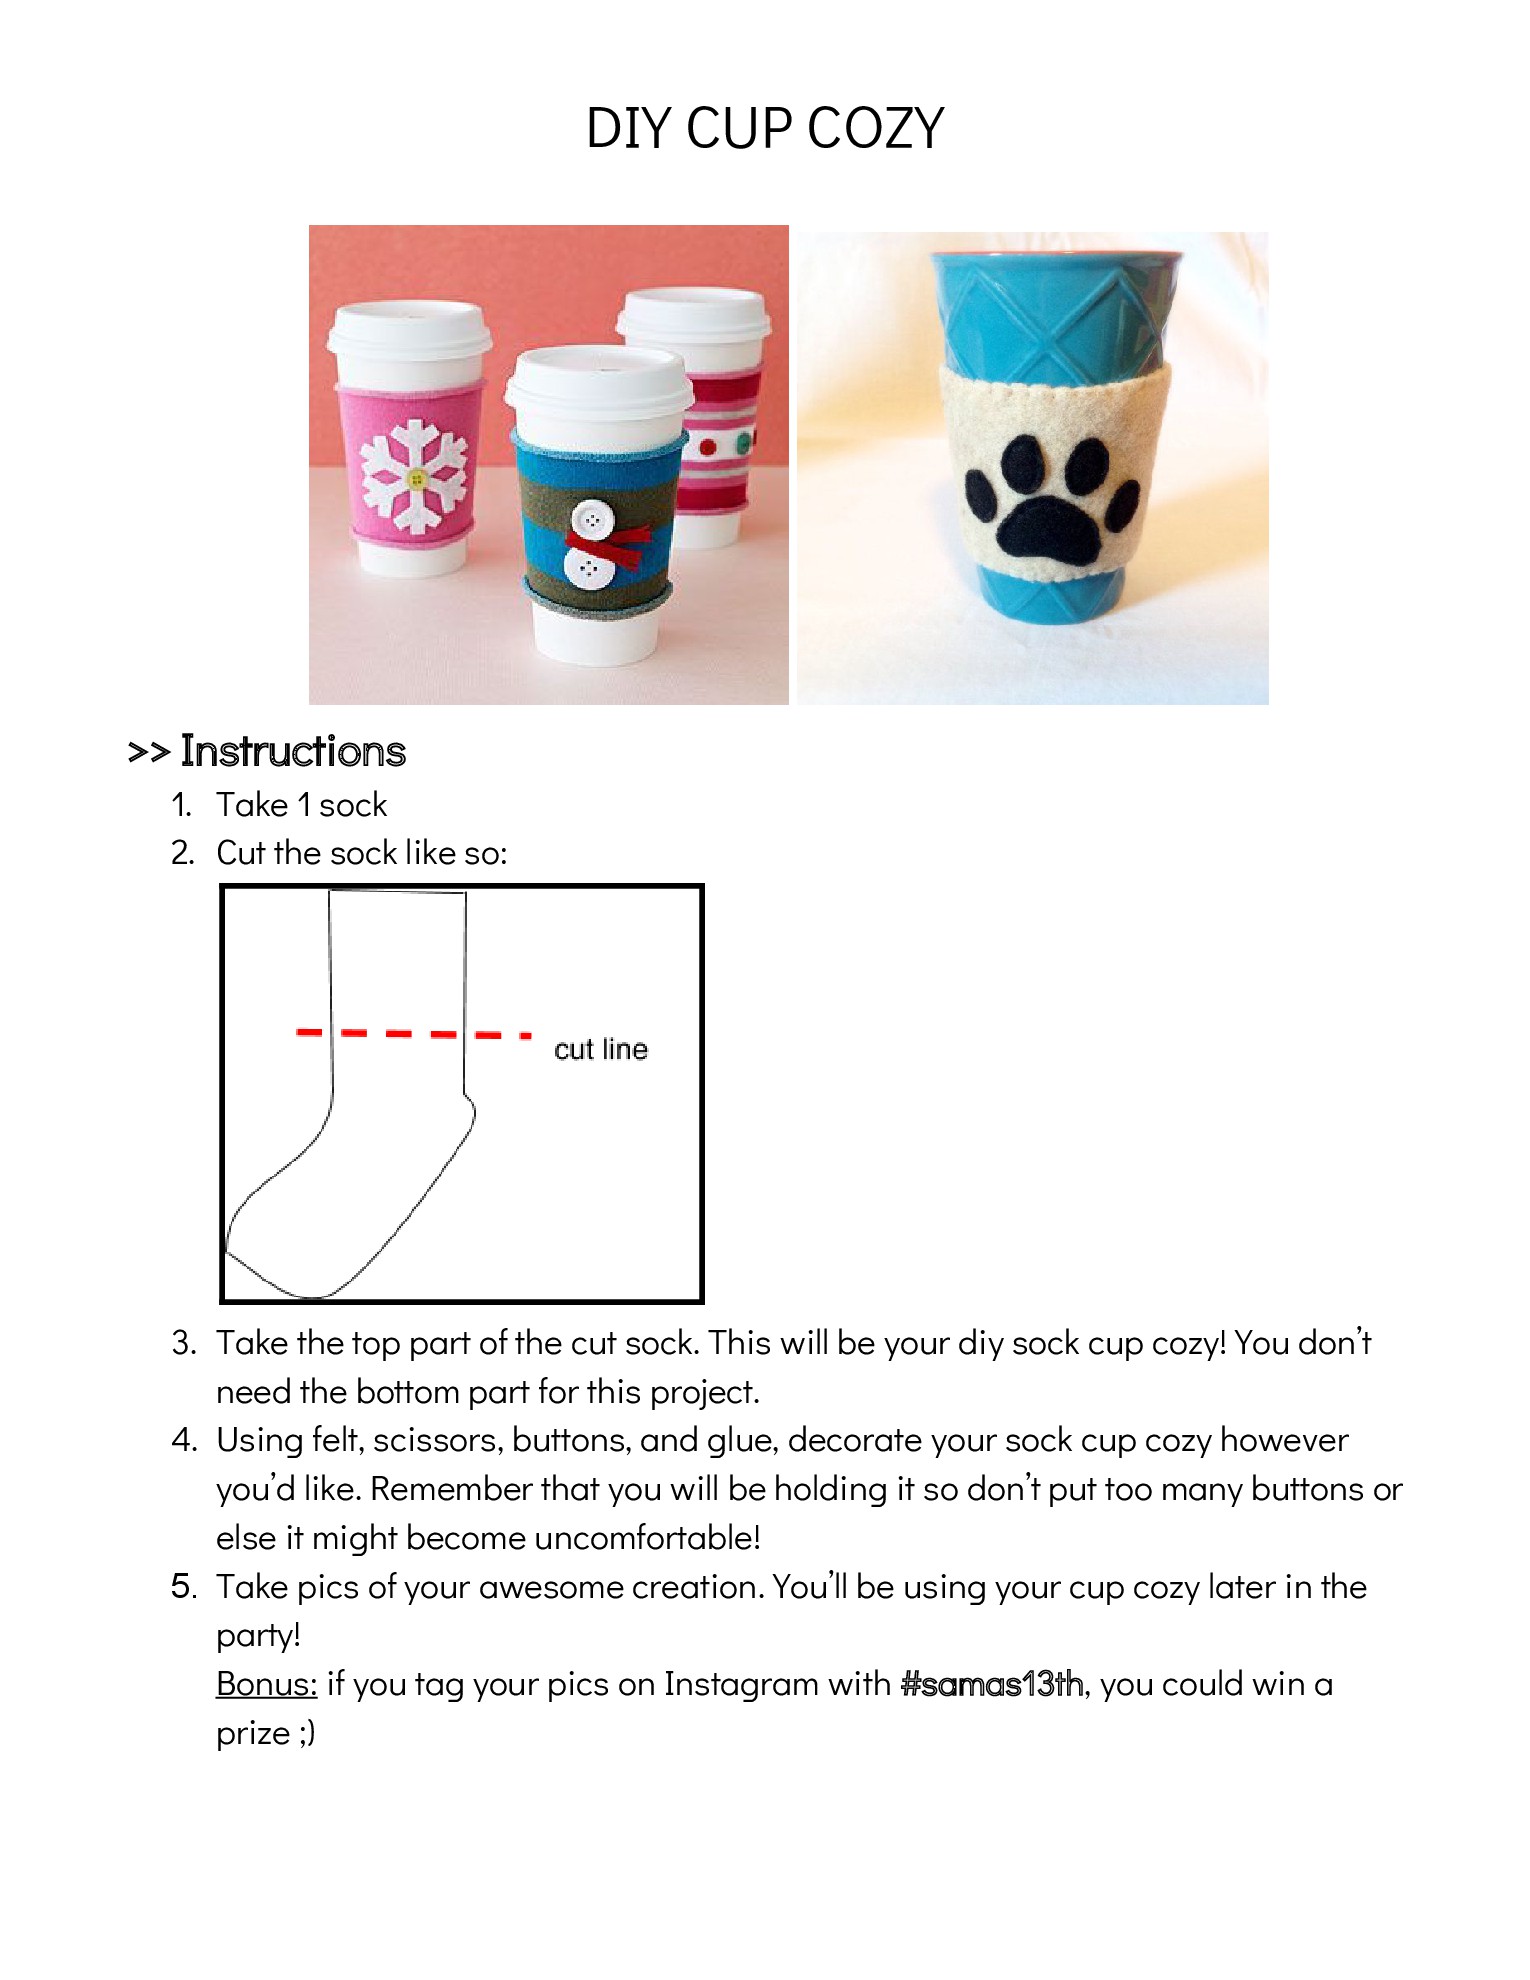 DIY CUP COZY
>> Instructions
1. Take 1 sock
2. Cut the sock like so:
cut line
3. Take the top part of the cut sock. This will be your diy sock cup cozy! You don’t
need the bottom part for this project.
4. Using felt, scissors, buttons, and glue, decorate your sock cup cozy however
you’d like. Remember that you will be holding it so don’t put too many buttons or
else it might become uncomfortable!
5. Take pics of your awesome creation. You’ll be using your cup cozy later in the
party!
Bonus: if you tag your pics on Instagram with #samas13th, you could win a
prize ;)